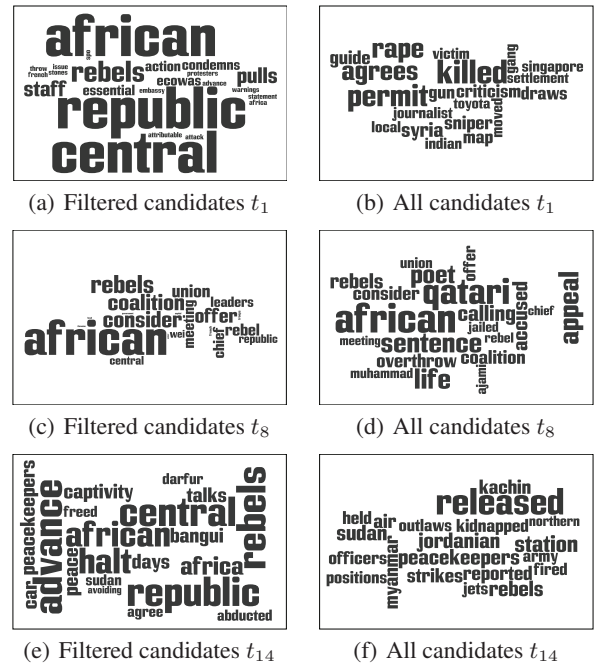 african
spu
throw
french
issue
stones
rebels
action
condemns
protesters
ecowas
advance
pulls
staff
essential
embassy
warnings
statement
africa
republic
attributable
attack
central
(a) Filtered candidates t1
guide
rape
victim
gang
agrees
killed
singapore
settlement
permit
gun
criticism
draws
toyota
journalist
moved
local
syria
sniper
indian
map
(b) All candidates t1
rebels
union
coalition
leaders
consider
meeting
offer
african
wei
chief
rebel
republic
central
(c) Filtered candidates t8
union
offer
rebels
poet
consider
qatari
appeal
african
calling
accused
chief
jailed
meeting
sentence
rebel
overthrow
coalition
muhammad
life
ajami
(d) All candidates t8
car
peacekeepers
advance
captivity
darfur
talks
freed
central
rebels
peace
african
bangui
halt
days
africa
sudan
avoiding
republic
agree
abducted
(e) Filtered candidates t14
kachin
released
held
air
outlaws
kidnapped
northern
sudan
jordanian
station
officers
myanmar
peacekeepers
army
positions
strikes
reported
fired
jets
rebels
(f) All candidates t14